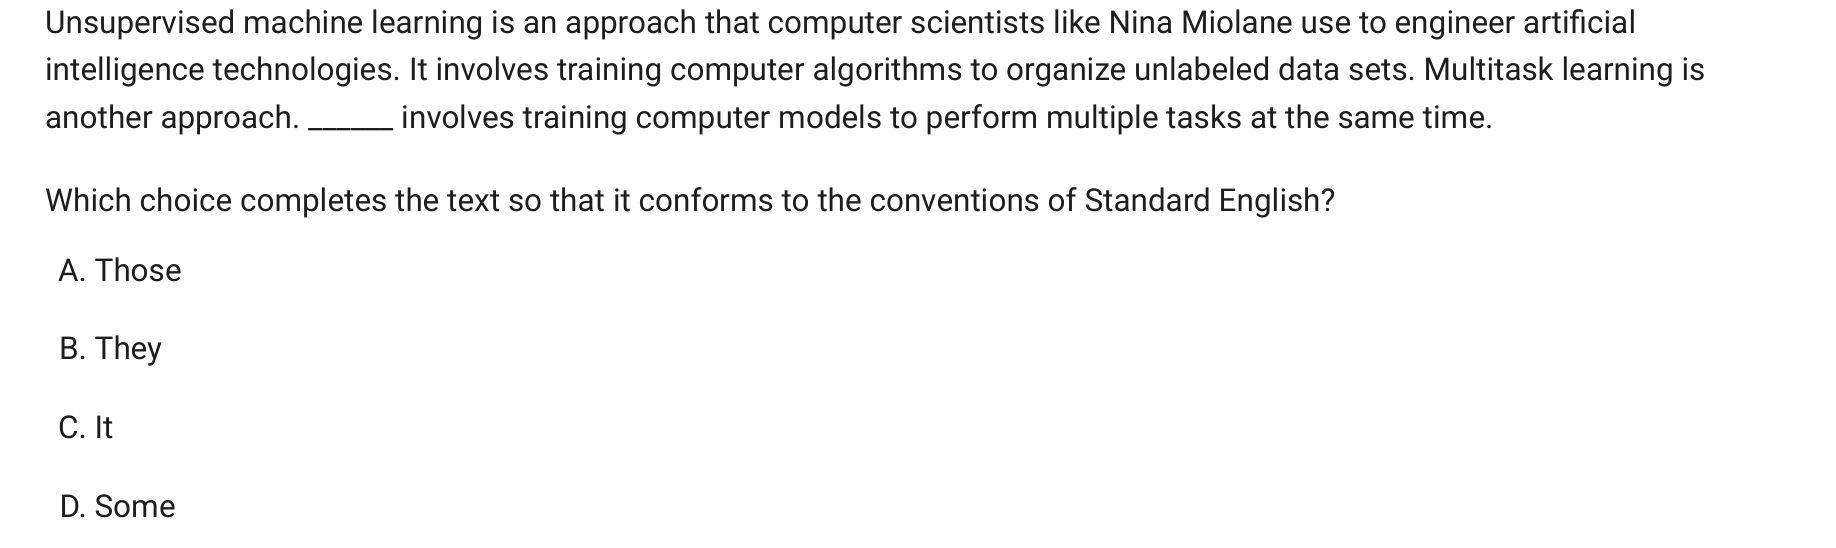 Unsupervised machine learning is an approach that computer scientists like Nina Miolane use to engineer artificial
intelligence technologies. It involves training computer algorithms to organize unlabeled data sets. Multitask learning is
another approach. ______ involves training computer models to perform multiple tasks at the same time.
Which choice completes the text so that it conforms to the conventions of Standard English?
A. Those
B. They
C. It
D. Some